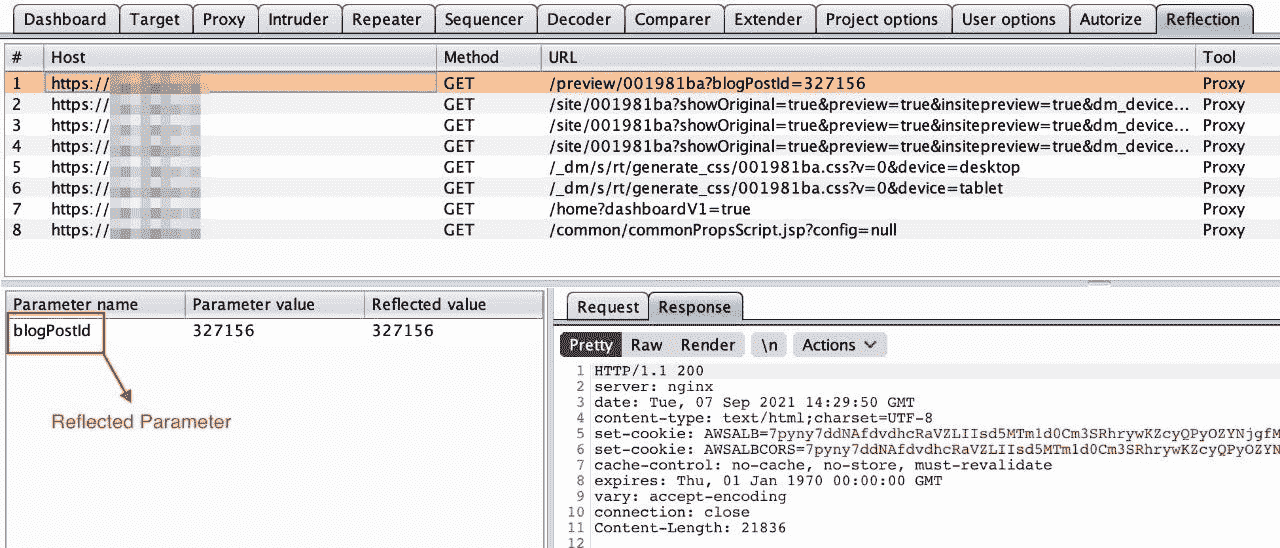 Dashboard Target Proxy Intruder Repeater Sequencer Decoder Comparer Extender Project options User options Autorize Reflection
# Host Method URL Tool
1 https:// GET /preview/001981ba?blogPostId=327156 Proxy
2 https:// GET /site/001981ba?showOriginal=true&preview=true&insitepreview=true&dm_device... Proxy
3 https:// GET /site/001981ba?showOriginal=true&preview=true&insitepreview=true&dm_device... Proxy
4 https:// GET /site/001981ba?showOriginal=true&preview=true&insitepreview=true&dm_device... Proxy
5 https:// GET /_dm/s/rt/generate_css/001981ba.css?v=0&device=desktop Proxy
6 https:// GET /_dm/s/rt/generate_css/001981ba.css?v=0&device=tablet Proxy
7 https:// GET /home?dashboardV1=true Proxy
8 https:// GET /common/commonPropsScript.jsp?config=null Proxy
Parameter name Parameter value Reflected value
blogPostId 327156 327156
Reflected Parameter
Request Response
Pretty Raw Render \n Actions
1 HTTP/1.1 200
2 server: nginx
3 date: Tue, 07 Sep 2021 14:29:50 GMT
4 content-type: text/html;charset=UTF-8
5 set-cookie: AWSALB=7pyny7ddNAfdvdhcRaVZLIIsd5MTm1d0Cm3SRhrywKZcyQPyOZYNjgfM
6 set-cookie: AWSALBCORS=7pyny7ddNAfdvdhcRaVZLIIsd5MTm1d0Cm3SRhrywKZcyQPyOZYN
7 cache-control: no-cache, no-store, must-revalidate
8 expires: Thu, 01 Jan 1970 00:00:00 GMT
9 vary: accept-encoding
10 connection: close
11 Content-Length: 21836
12